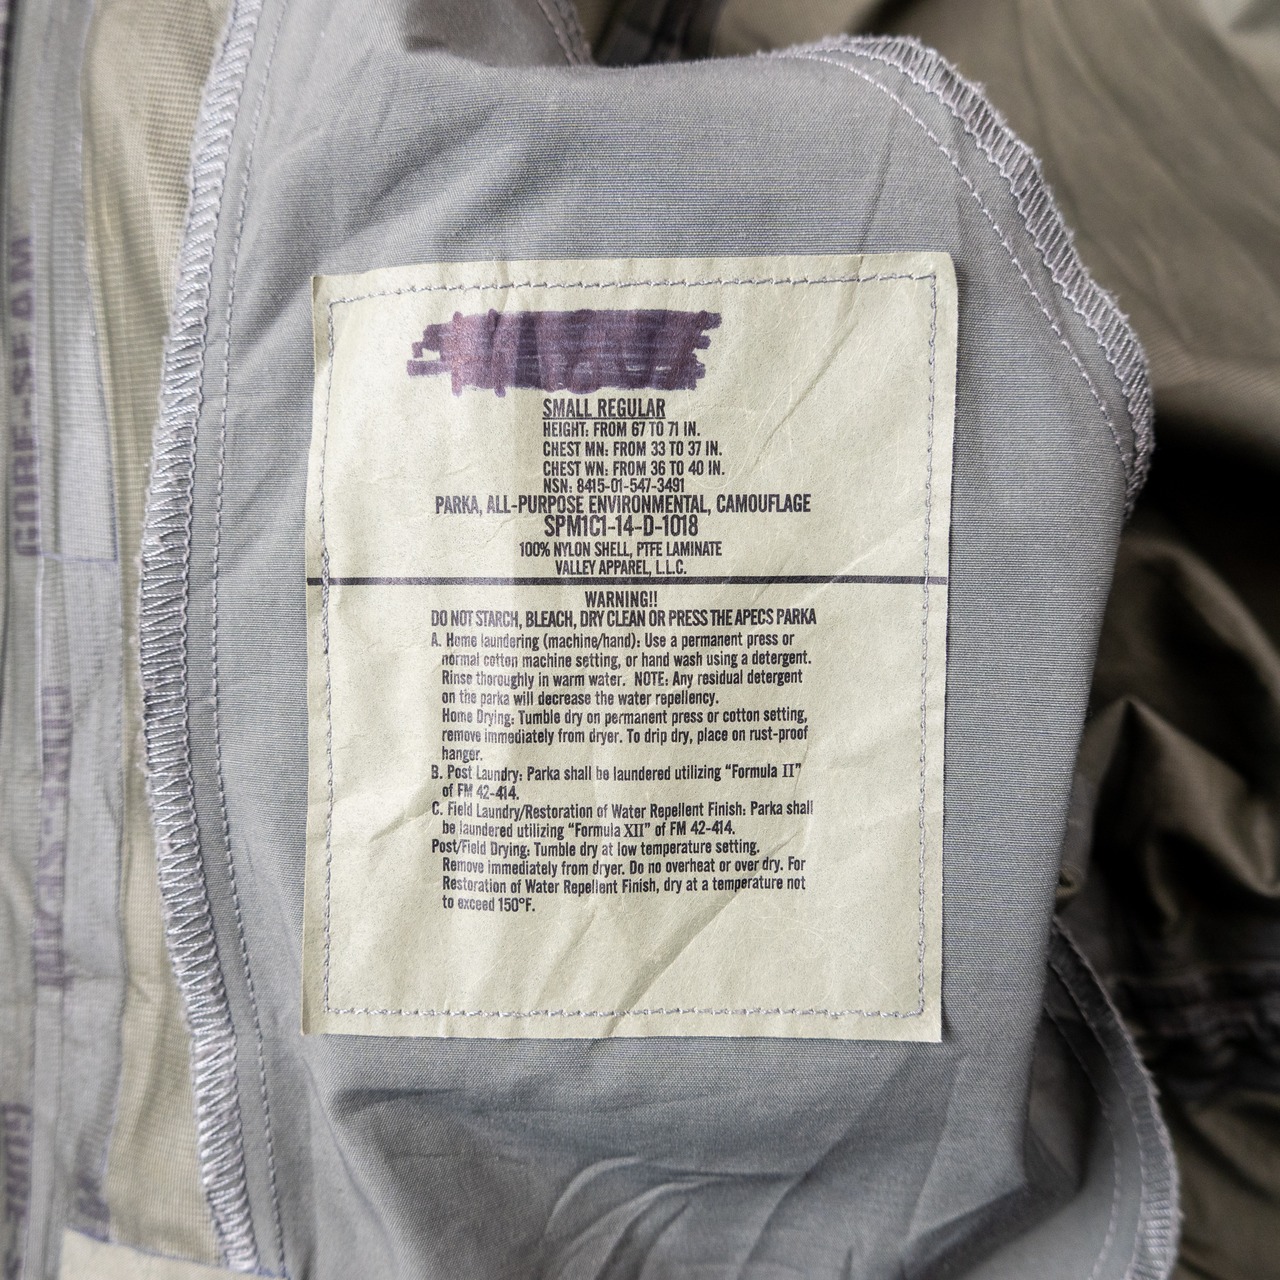 GORE-SEAM
SMALL REGULAR
HEIGHT: FROM 67 TO 71 IN.
CHEST MN: FROM 33 TO 37 IN.
CHEST WN: FROM 36 TO 40 IN.
NSN: 8415-01-547-3491
PARKA, ALL-PURPOSE ENVIRONMENTAL, CAMOUFLAGE
SPM1C1-14-D-1018
100% NYLON SHELL, PTFE LAMINATE
VALLEY APPAREL, L.L.C.
WARNING!!
DO NOT STARCH, BLEACH, DRY CLEAN OR PRESS THE APECS PARKA
A. Home laundering (machine/hand): Use a permanent press or
normal cotton machine setting, or hand wash using a detergent.
Rinse thoroughly in warm water. NOTE: Any residual detergent
on the parka will decrease the water repellency.
Home Drying: Tumble dry on permanent press or cotton setting,
remove immediately from dryer. To drip dry, place on rust-proof
hanger.
B. Post Laundry: Parka shall be laundered utilizing "Formula II"
of FM 42-414.
C. Field Laundry/Restoration of Water Repellent Finish: Parka shall
be laundered utilizing "Formula XII" of FM 42-414.
Post/Field Drying: Tumble dry at low temperature setting.
Remove immediately from dryer. Do no overheat or over dry. For
Restoration of Water Repellent Finish, dry at a temperature not
to exceed 150°F.